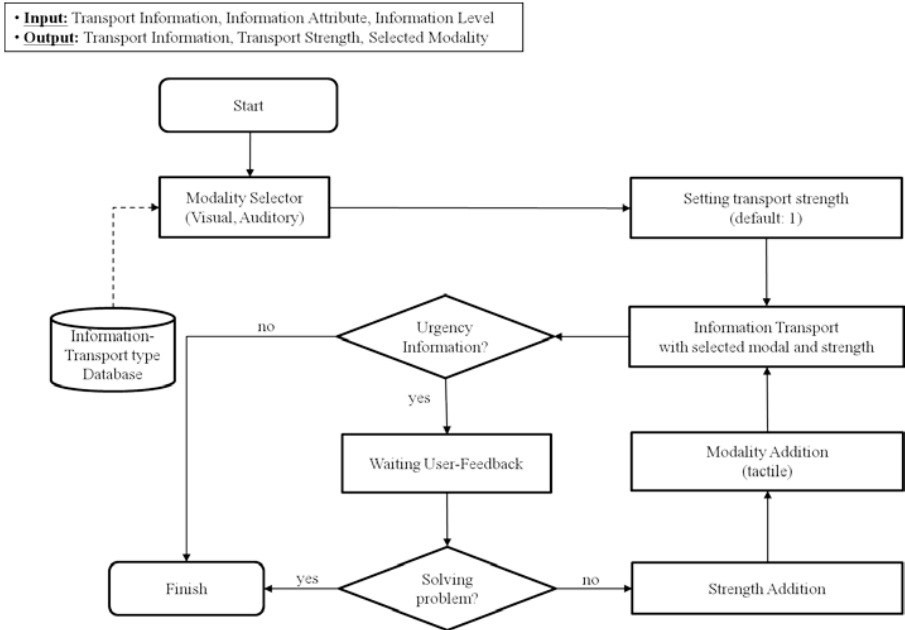 • Input: Transport Information, Information Attribute, Information Level
• Output: Transport Information, Transport Strength, Selected Modality
Start
Modality Selector
(Visual, Auditory)
Setting transport strength
(default: 1)
Information-
Transport type
Database
no
Urgency
Information?
Information Transport
with selected modal and strength
yes
Waiting User-Feedback
Modality Addition
(tactile)
Finish
yes
Solving
problem?
no
Strength Addition